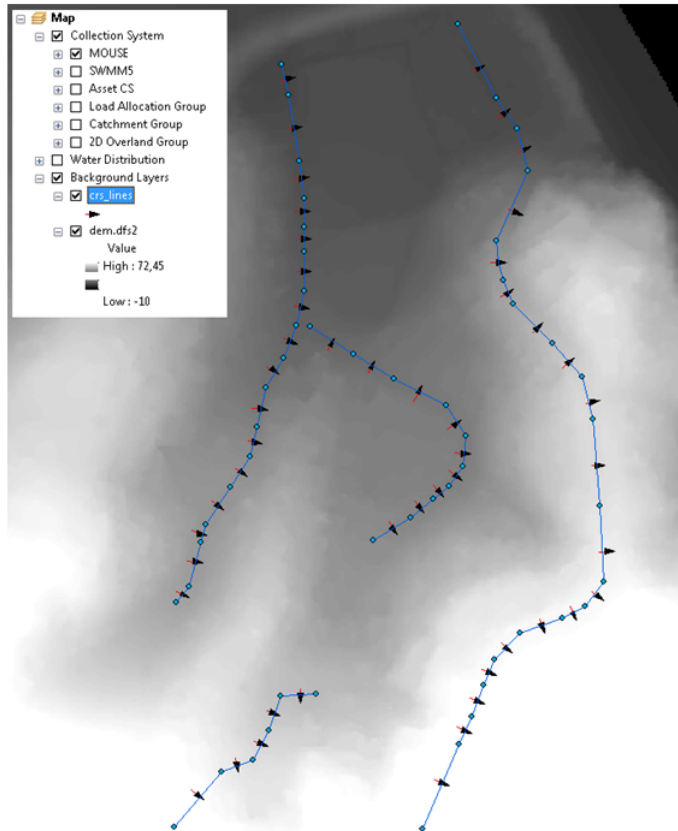 Map
Collection System
MOUSE
SWMM5
Asset CS
Load Allocation Group
Catchment Group
2D Overland Group
Water Distribution
Background Layers
crs_lines
dem.dfs2
Value
High : 72,45
Low : -10